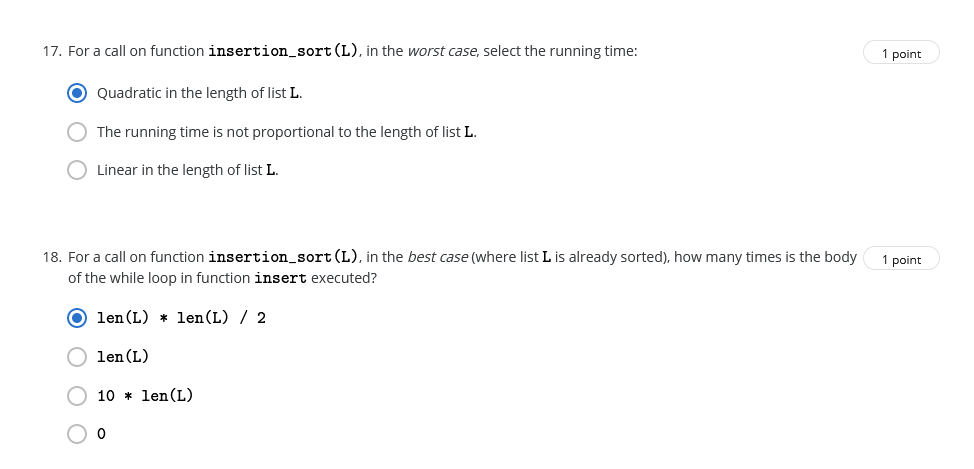 17. For a call on function insertion_sort(L), in the worst case, select the running time:
1 point
Quadratic in the length of list L.
The running time is not proportional to the length of list L.
Linear in the length of list L.
18. For a call on function insertion_sort(L), in the best case (where list L is already sorted), how many times is the body
1 point
of the while loop in function insert executed?
len(L) * len(L) / 2
len(L)
10 * len(L)
0